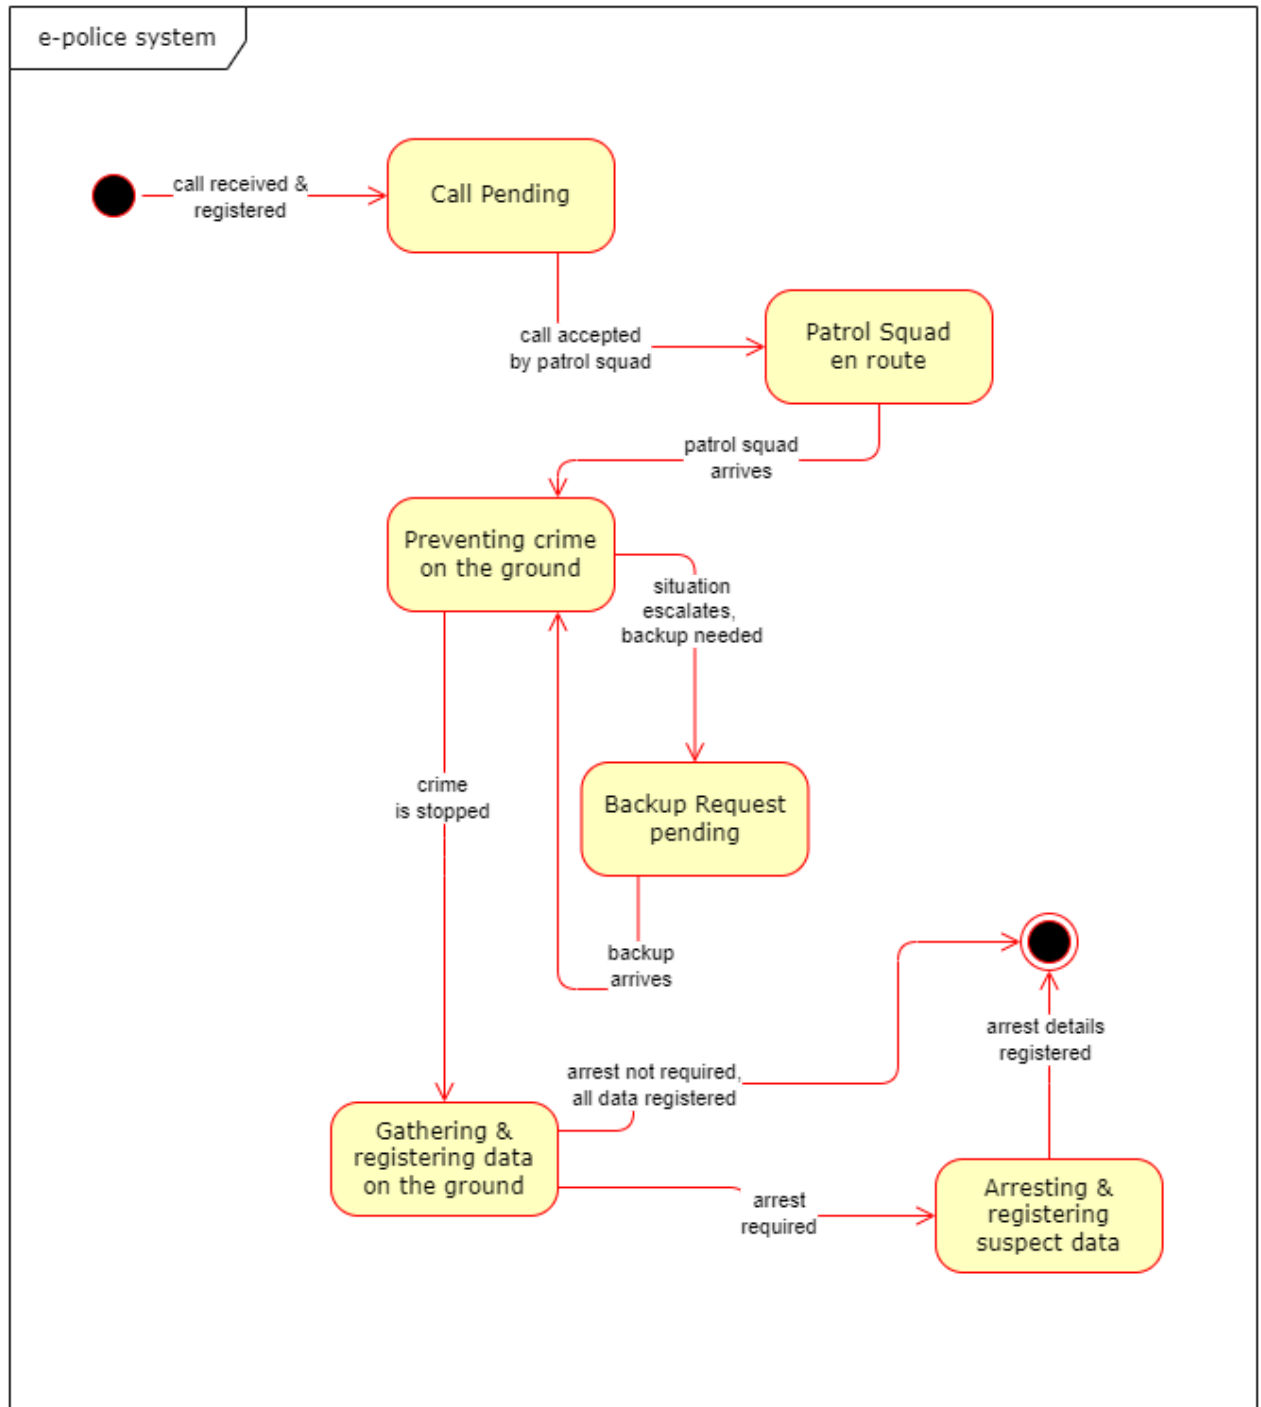 e-police system
call received &
registered
Call Pending
call accepted
by patrol squad
Patrol Squad
en route
patrol squad
arrives
Preventing crime
on the ground
situation
escalates,
backup needed
crime
is stopped
Backup Request
pending
backup
arrives
arrest details
registered
arrest not required,
all data registered
Gathering &
registering data
on the ground
arrest
required
Arresting &
registering
suspect data